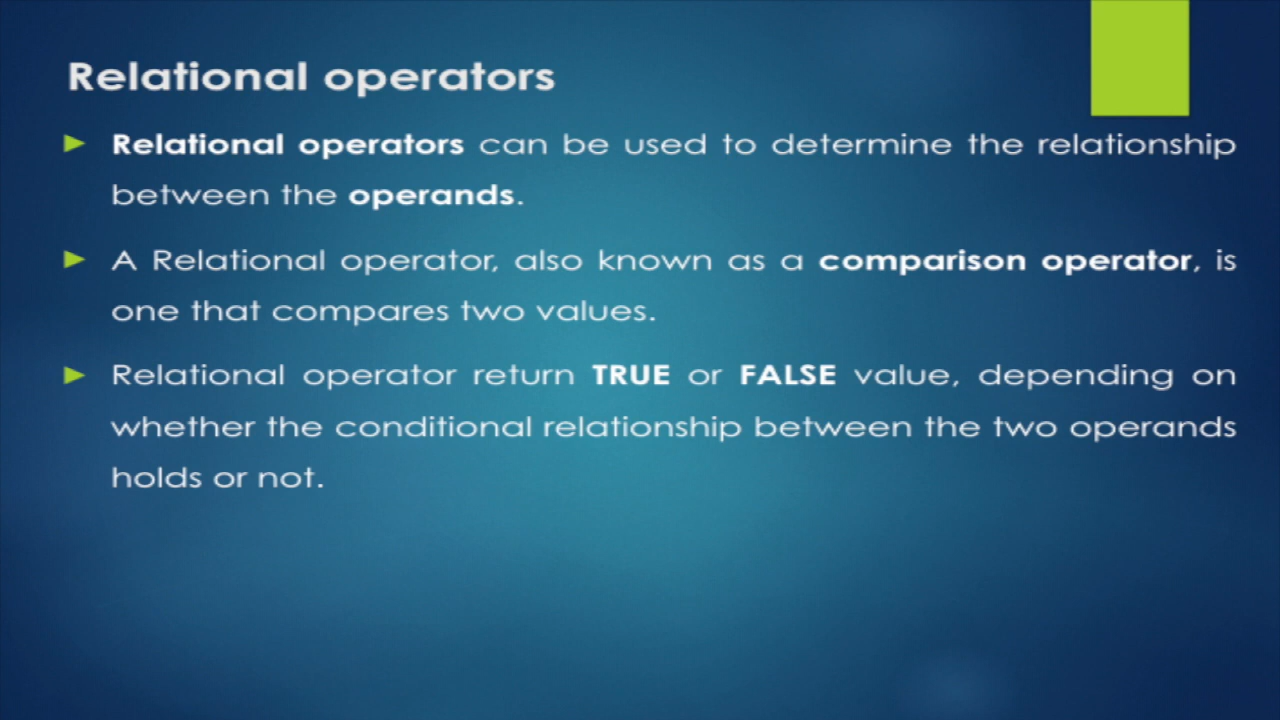 Relational operators
Relational operators can be used to determine the relationship
between the operands.
A Relational operator, also known as a comparison operator, is
one that compares two values.
Relational operator return TRUE or FALSE value, depending on
whether the conditional relationship between the two operands
holds or not.